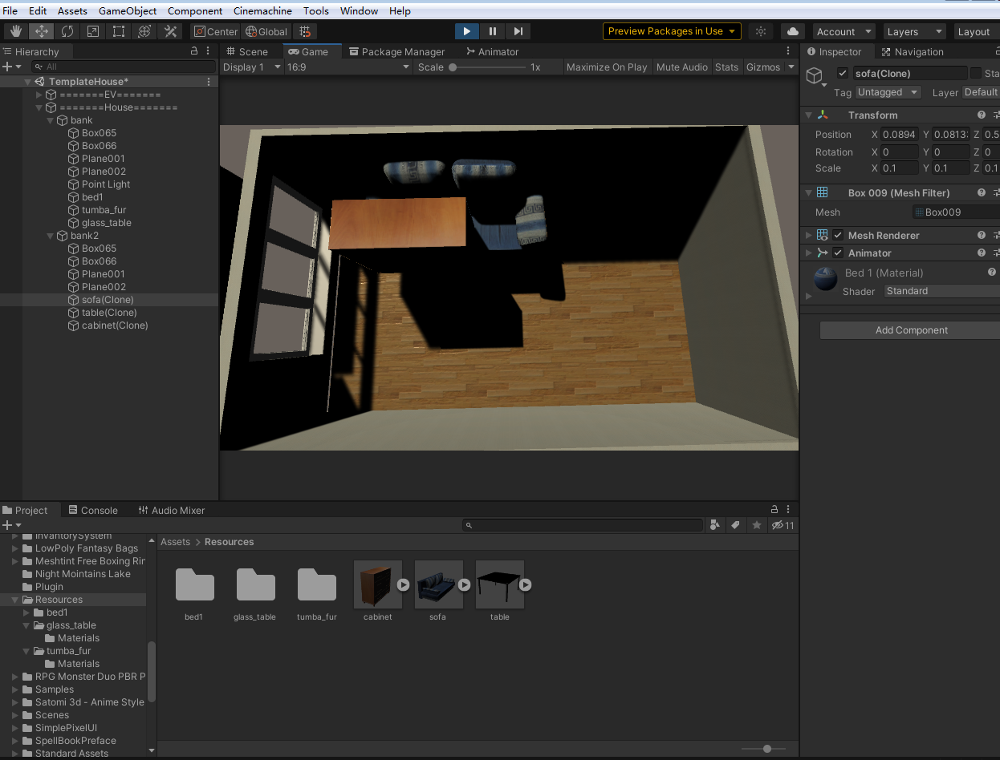 File Edit Assets GameObject Component Cinemachine Tools Window Help
Center Global Preview Packages in Use Account Layers Layout
Hierarchy
All
TemplateHouse*
=======EV=======
=======House=======
bank
Box065
Box066
Plane001
Plane002
Point Light
bed1
tumba_fur
glass_table
bank2
Box065
Box066
Plane001
Plane002
sofa(Clone)
table(Clone)
cabinet(Clone)
Scene Game Package Manager Animator
Display 1 16:9 Scale 1x Maximize On Play Mute Audio Stats Gizmos
Inspector Navigation
sofa(Clone) Sta
Tag Untagged Layer Default
Transform
Position X 0.0894 Y 0.0813 Z 0.5
Rotation X 0 Y 0 Z 0
Scale X 0.1 Y 0.1 Z 0.1
Box 009 (Mesh Filter)
Mesh Box009
Mesh Renderer
Animator
Bed 1 (Material)
Shader Standard
Add Component
Project Console Audio Mixer
11
InvantorySystem
LowPoly Fantasy Bags
Meshtint Free Boxing Rin
Night Mointains Lake
Plugin
Resources
bed1
glass_table
Materials
tumba_fur
Materials
RPG Monster Duo PBR P
Samples
Satomi 3d - Anime Style
Scenes
SimplePixelUI
SpellBookPreface
Standard Assets
Assets > Resources
bed1 glass_table tumba_fur cabinet sofa table